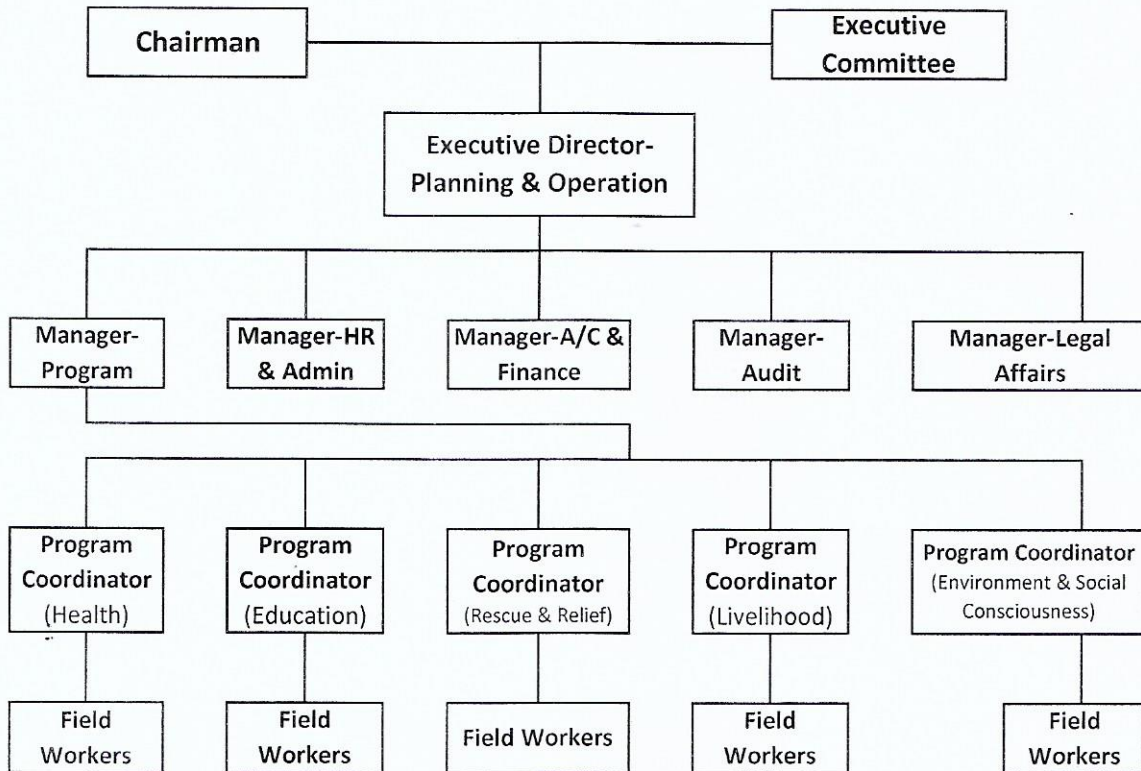 Chairman
Executive
Committee
Executive Director-
Planning & Operation
Manager-
Program
Manager-HR
& Admin
Manager-A/C &
Finance
Manager-
Audit
Manager-Legal
Affairs
Program
Coordinator
(Health)
Program
Coordinator
(Education)
Program
Coordinator
(Rescue & Relief)
Program
Coordinator
(Livelihood)
Program Coordinator
(Environment & Social
Consciousness)
Field
Workers
Field
Workers
Field Workers
Field
Workers
Field
Workers